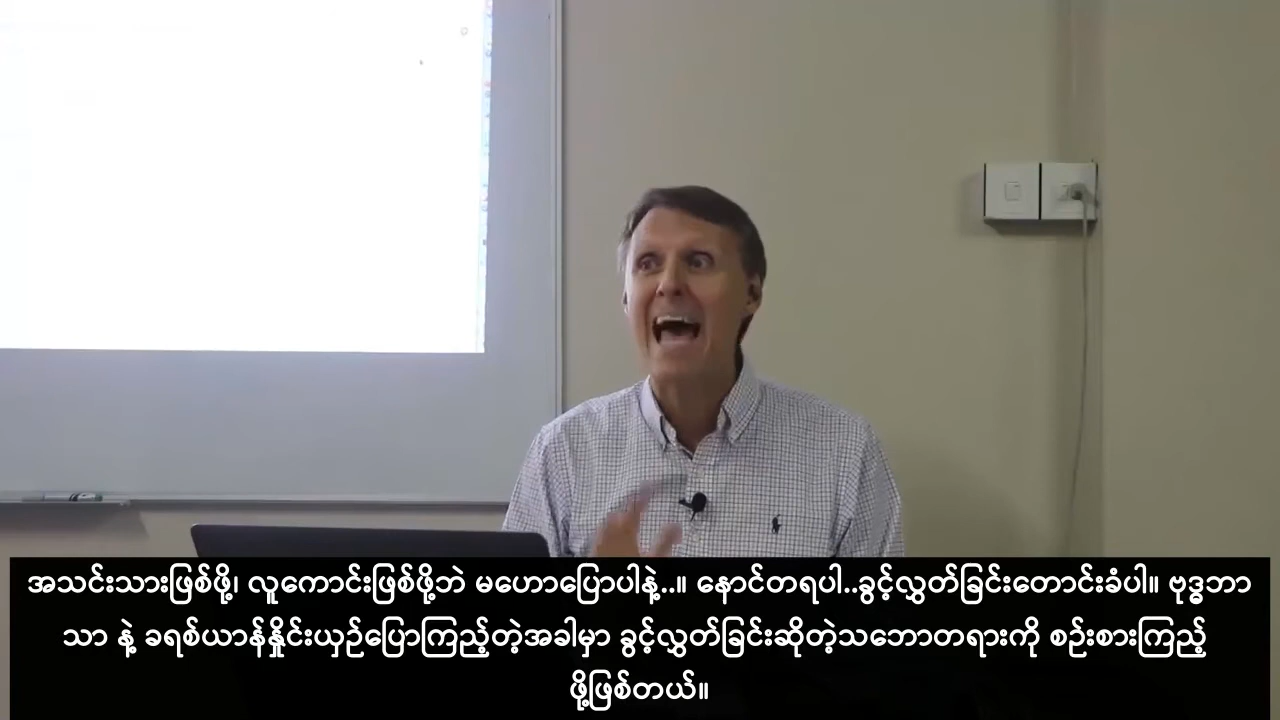 အသင်းသားဖြစ်ဖို့၊ လူကောင်းဖြစ်ဖို့ဘဲ မဟောပြောပါနဲ့..။ နောင်တရပါ..ခွင့်လွှတ်ခြင်းတောင်းခံပါ။ ဗုဒ္ဓဘာ
သာ နဲ့ ခရစ်ယာန်နှိုင်းယှဉ်ပြောကြည့်တဲ့အခါမှာ ခွင့်လွှတ်ခြင်းဆိုတဲ့သဘောတရားကို စဉ်းစားကြည့်
ဖို့ဖြစ်တယ်။